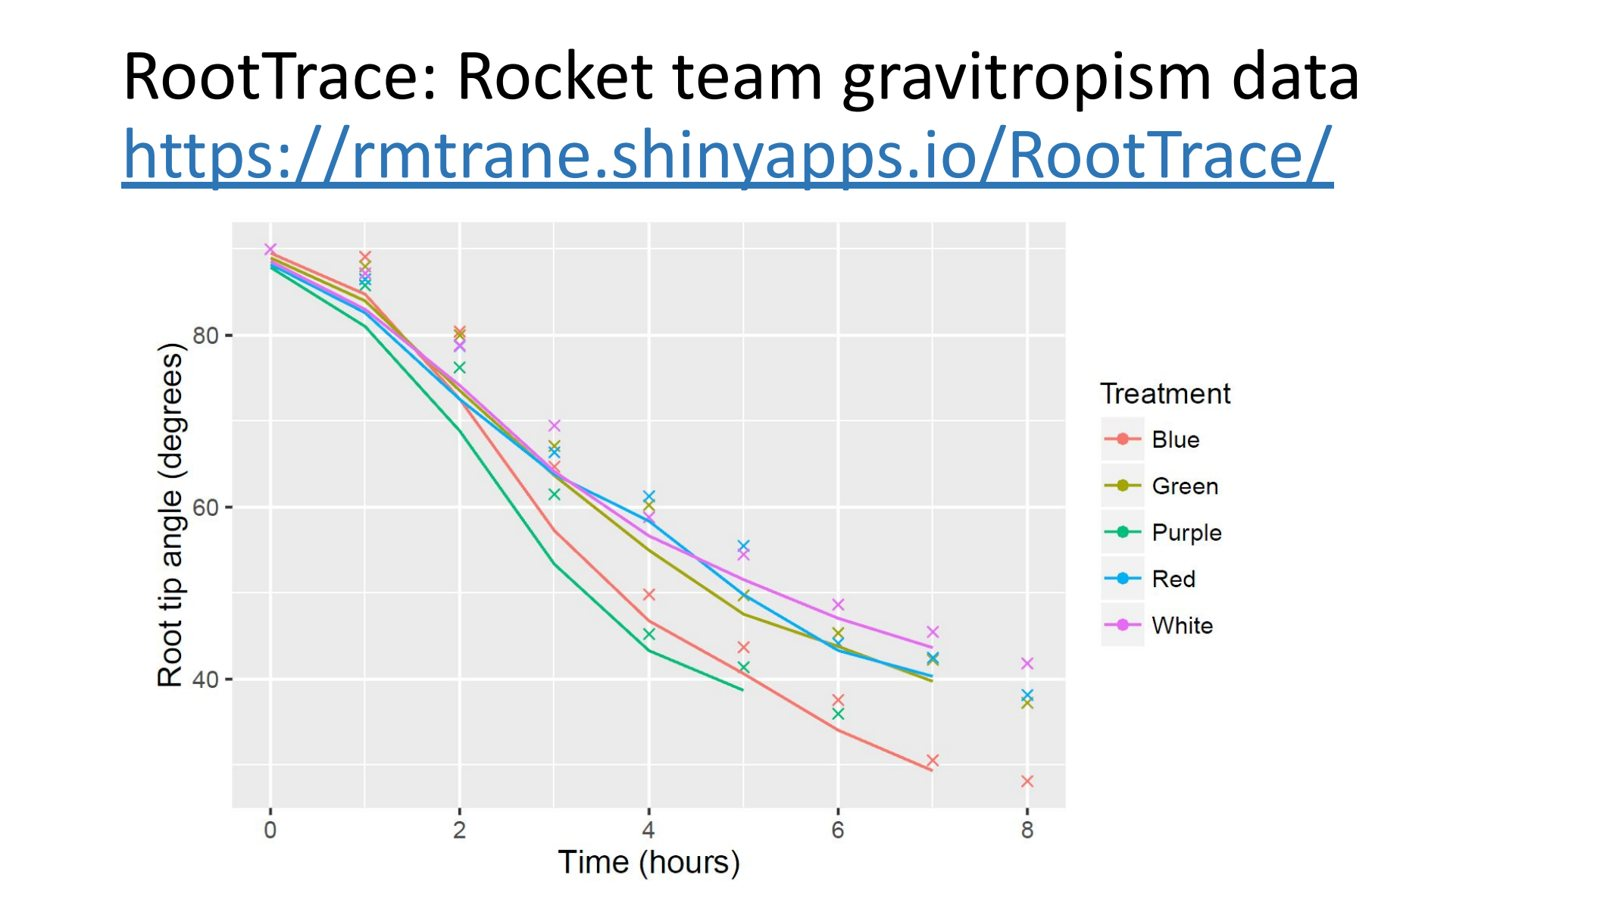 RootTrace: Rocket team gravitropism data
https://rmtrane.shinyapps.io/RootTrace/
80
60
40
Root tip angle (degrees)
0 2 4 6 8
Time (hours)
Treatment
Blue
Green
Purple
Red
White